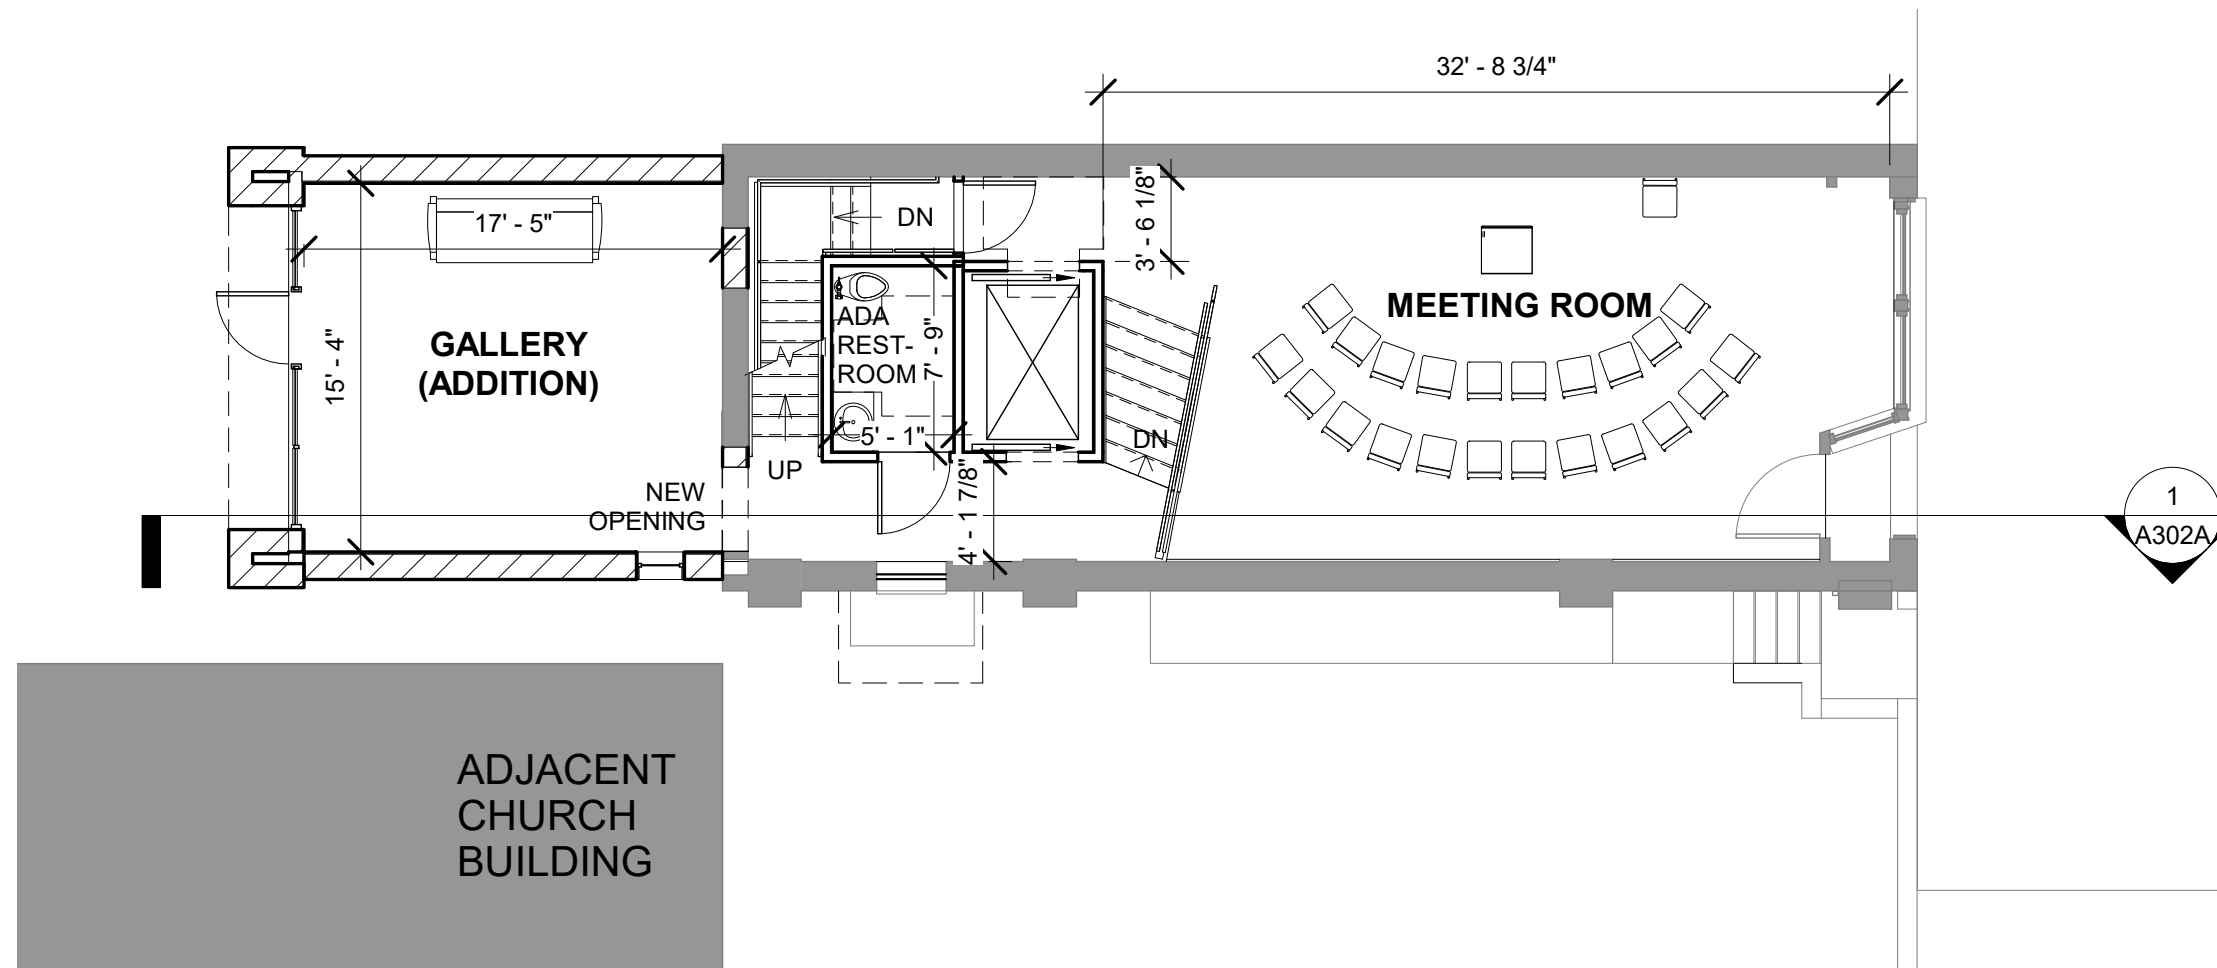 32' - 8 3/4"
17' - 5"
DN
3' - 6 1/8"
MEETING ROOM
GALLERY
(ADDITION)
15' - 4"
ADA
REST-
ROOM
7' - 9"
5' - 1"
DN
UP
NEW
OPENING
4' - 1 7/8"
1
A302A
ADJACENT
CHURCH
BUILDING